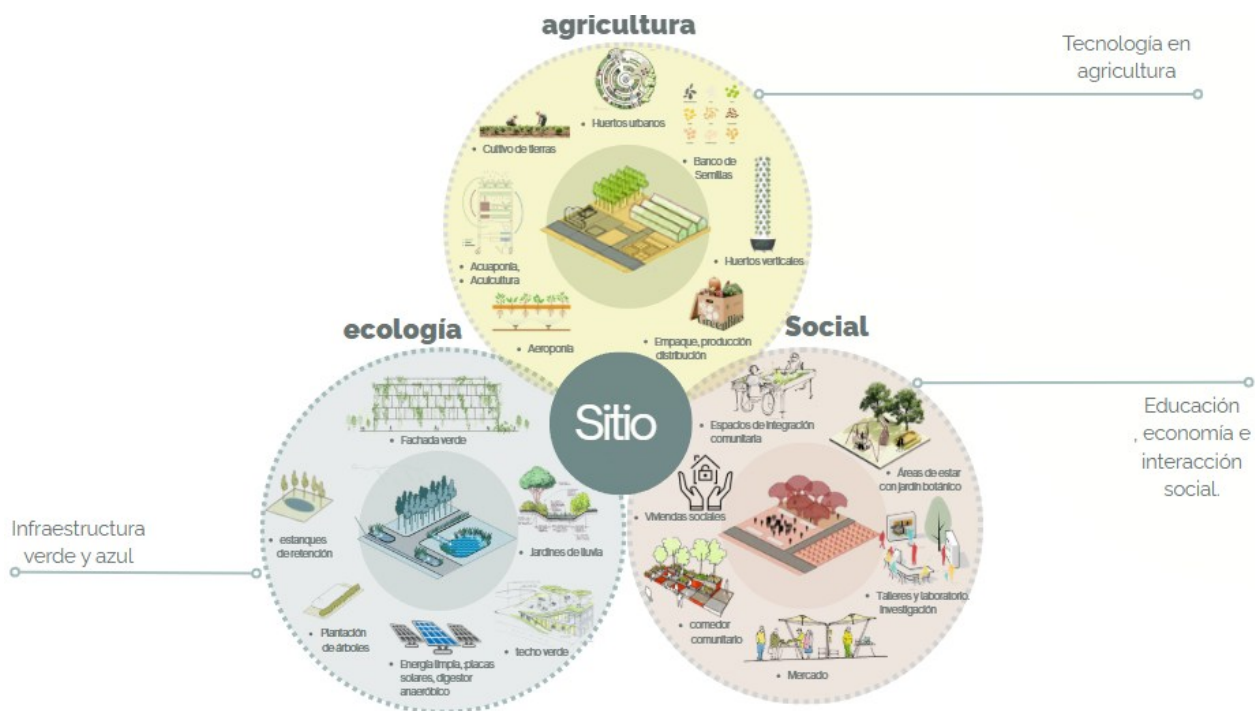 agricultura
Tecnología en
agricultura
• Huertos urbanos
• Cultivo de tierras
• Banco de
Semillas
• Acuaponía,
• Acuicultura
• Huertos verticales
• Aeroponía
• Empaque, producción
distribución
ecología
Social
Sitio
• Fachada verde
• Espacios de integración
comunitaria
• Áreas de estar
con jardín botánico
Educación
, economía e
interacción
social.
• estanques
de retención
• Jardines de lluvia
• Viviendas sociales
Infraestructura
verde y azul
• Talleres y laboratorio.
investigación
• Plantación
de árboles
• Energía limpia, placas
solares, digestor
anaeróbico
• techo verde
• comedor
comunitario
• Mercado